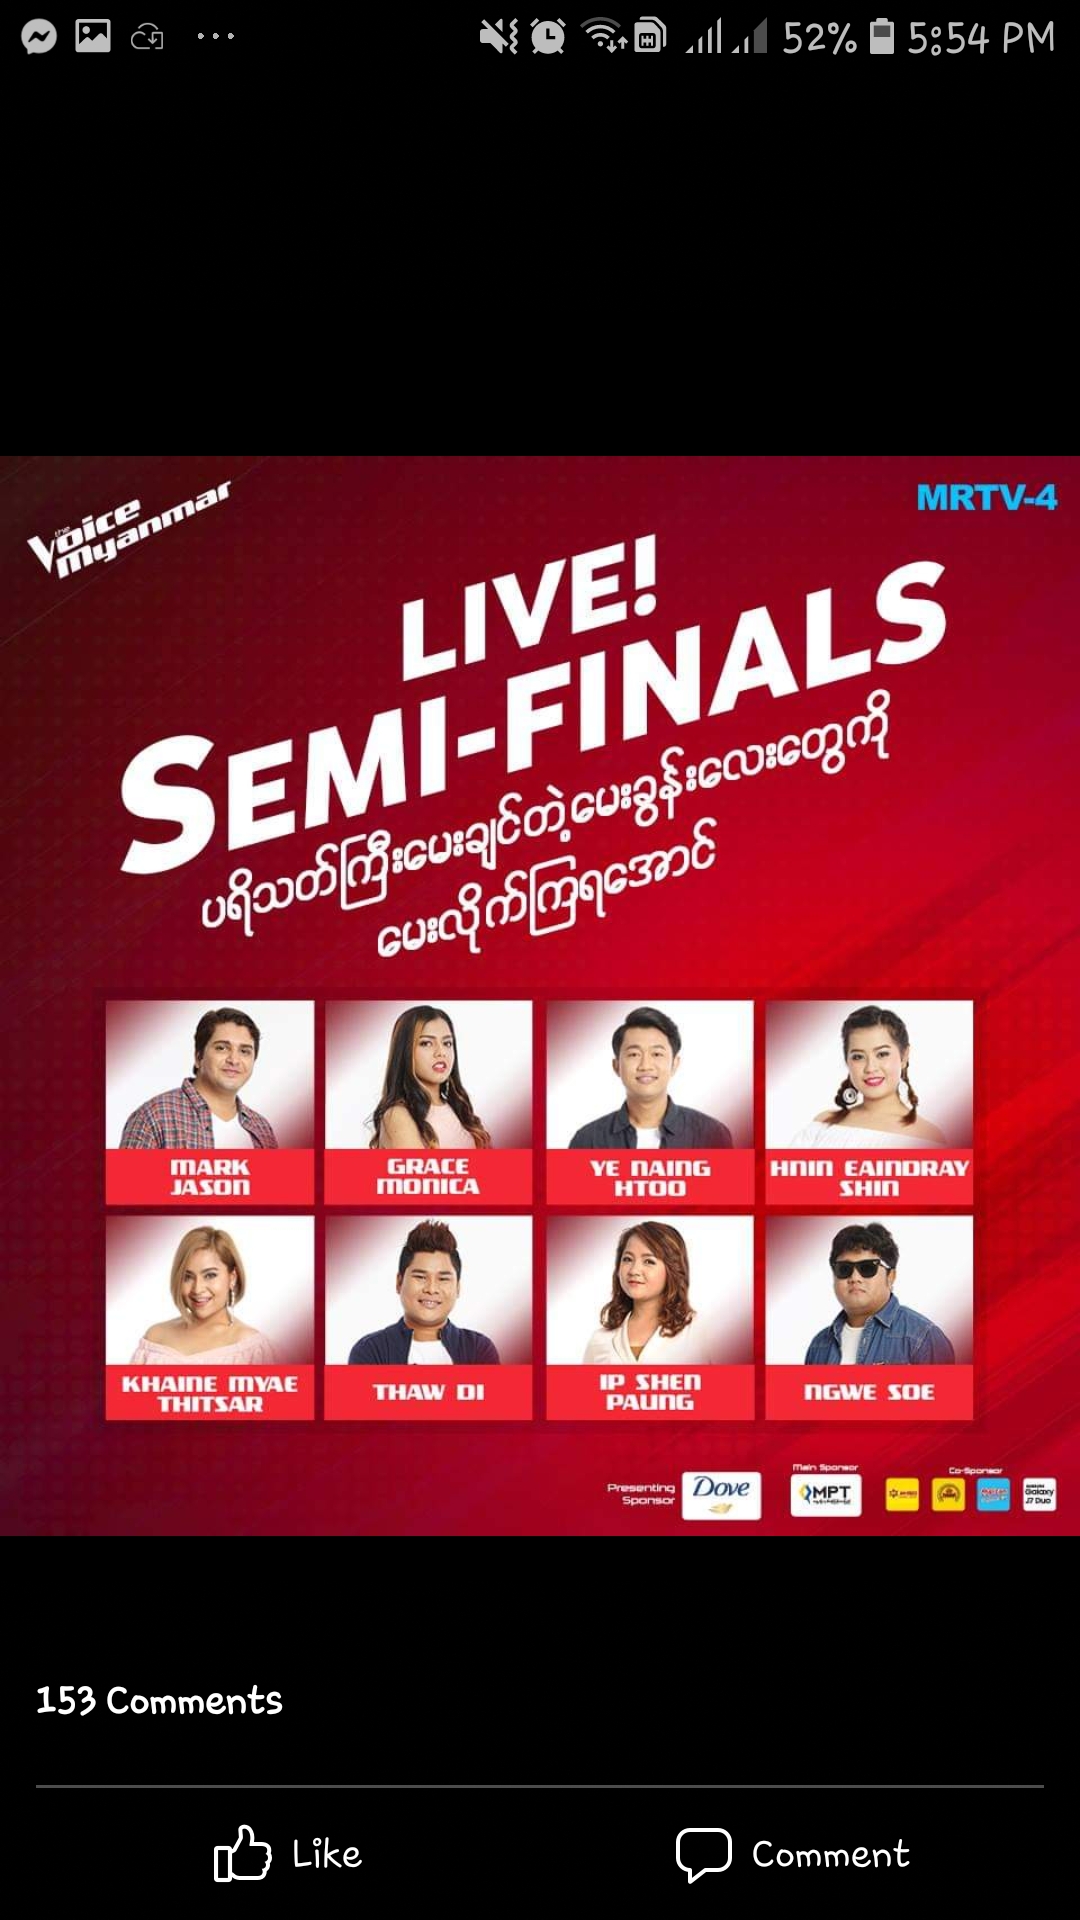 52% 5:54 PM
the
Voice
Myanmar
MRTV-4
LIVE!
SEMI-FINALS
ပရိသတ်ကြီးမေးချင်တဲ့မေးခွန်းလေးတွေကို
မေးလိုက်ကြရအောင်
MARK
JASON
GRACE
MONICA
YE NAING
HTOO
HNIN EAINDRAY
SHIN
KHAINE MYAE
THITSAR
THAW DI
IP SHEN
PAUNG
NGWE SOE
Presenting
Sponsor
Dove
Main Sponsor
MPT
Co-Sponsor
SAMSUNG
Galaxy
J7 Duo
153 Comments
Like
Comment